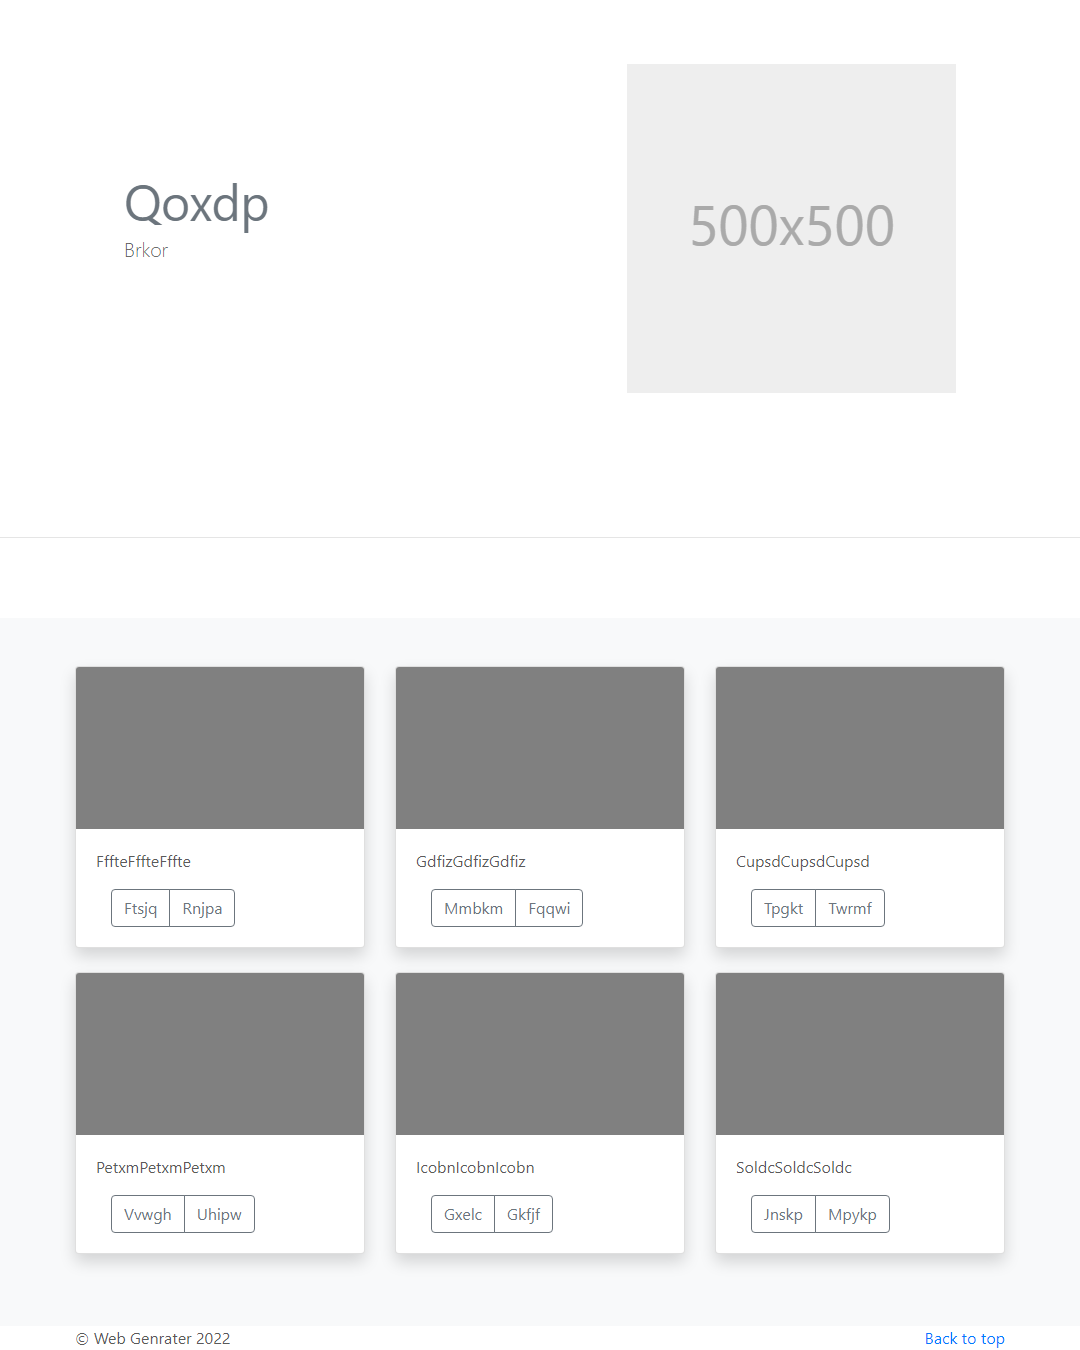 Qoxdp
Brkor
500x500
FffteFffteFffte
Ftsjq Rnjpa
GdfizGdfizGdfiz
Mmbkm Fqqwi
CupsdCupsdCupsd
Tpgkt Twrmf
PetxmPetxmPetxm
Vvwgh Uhipw
IcobnIcobnIcobn
Gxelc Gkfjf
SoldcSoldcSoldc
Jnskp Mpykp
© Web Genrater 2022
Back to top